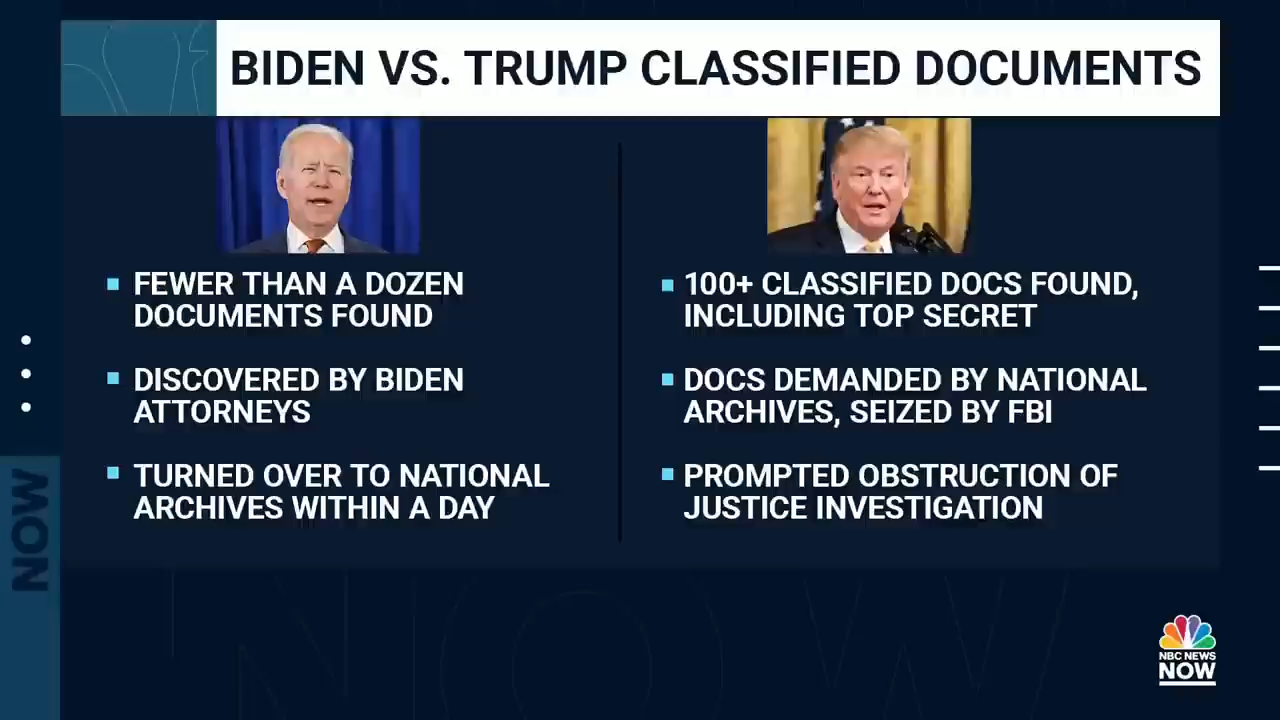 BIDEN VS. TRUMP CLASSIFIED DOCUMENTS
FEWER THAN A DOZEN
DOCUMENTS FOUND
DISCOVERED BY BIDEN
ATTORNEYS
TURNED OVER TO NATIONAL
ARCHIVES WITHIN A DAY
100+ CLASSIFIED DOCS FOUND,
INCLUDING TOP SECRET
DOCS DEMANDED BY NATIONAL
ARCHIVES, SEIZED BY FBI
PROMPTED OBSTRUCTION OF
JUSTICE INVESTIGATION
NOW
NOW
NBC NEWS
NOW